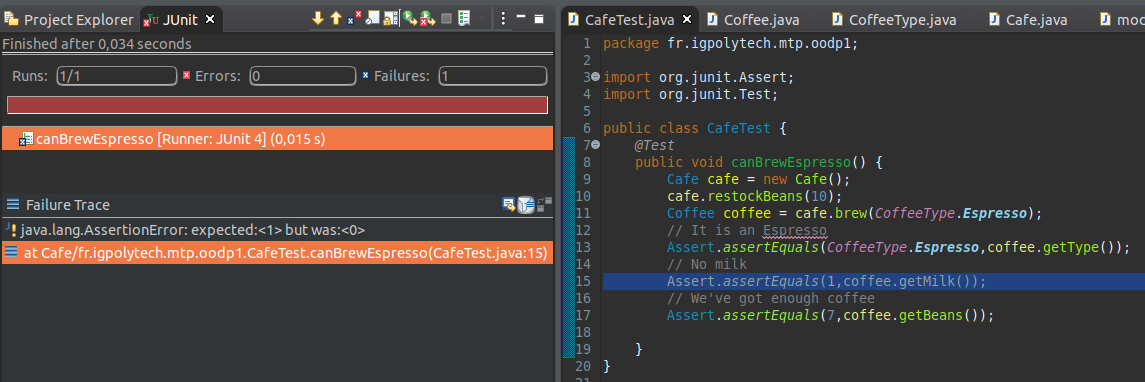 Project Explorer JUnit
Finished after 0,034 seconds
Runs: 1/1 Errors: 0 Failures: 1
canBrewEspresso [Runner: JUnit 4] (0,015 s)
Failure Trace
java.lang.AssertionError: expected:<1> but was:<0>
at Cafe/fr.igpolytech.mtp.oodp1.CafeTest.canBrewEspresso(CafeTest.java:15)
CafeTest.java Coffee.java CoffeeType.java Cafe.java mod
1 package fr.igpolytech.mtp.oodp1;
2
3 import org.junit.Assert;
4 import org.junit.Test;
5
6 public class CafeTest {
7 @Test
8 public void canBrewEspresso() {
9 Cafe cafe = new Cafe();
10 cafe.restockBeans(10);
11 Coffee coffee = cafe.brew(CoffeeType.Espresso);
12 // It is an Espresso
13 Assert.assertEquals(CoffeeType.Espresso,coffee.getType());
14 // No milk
15 Assert.assertEquals(1,coffee.getMilk());
16 // We've got enough coffee
17 Assert.assertEquals(7,coffee.getBeans());
18
19 }
20 }